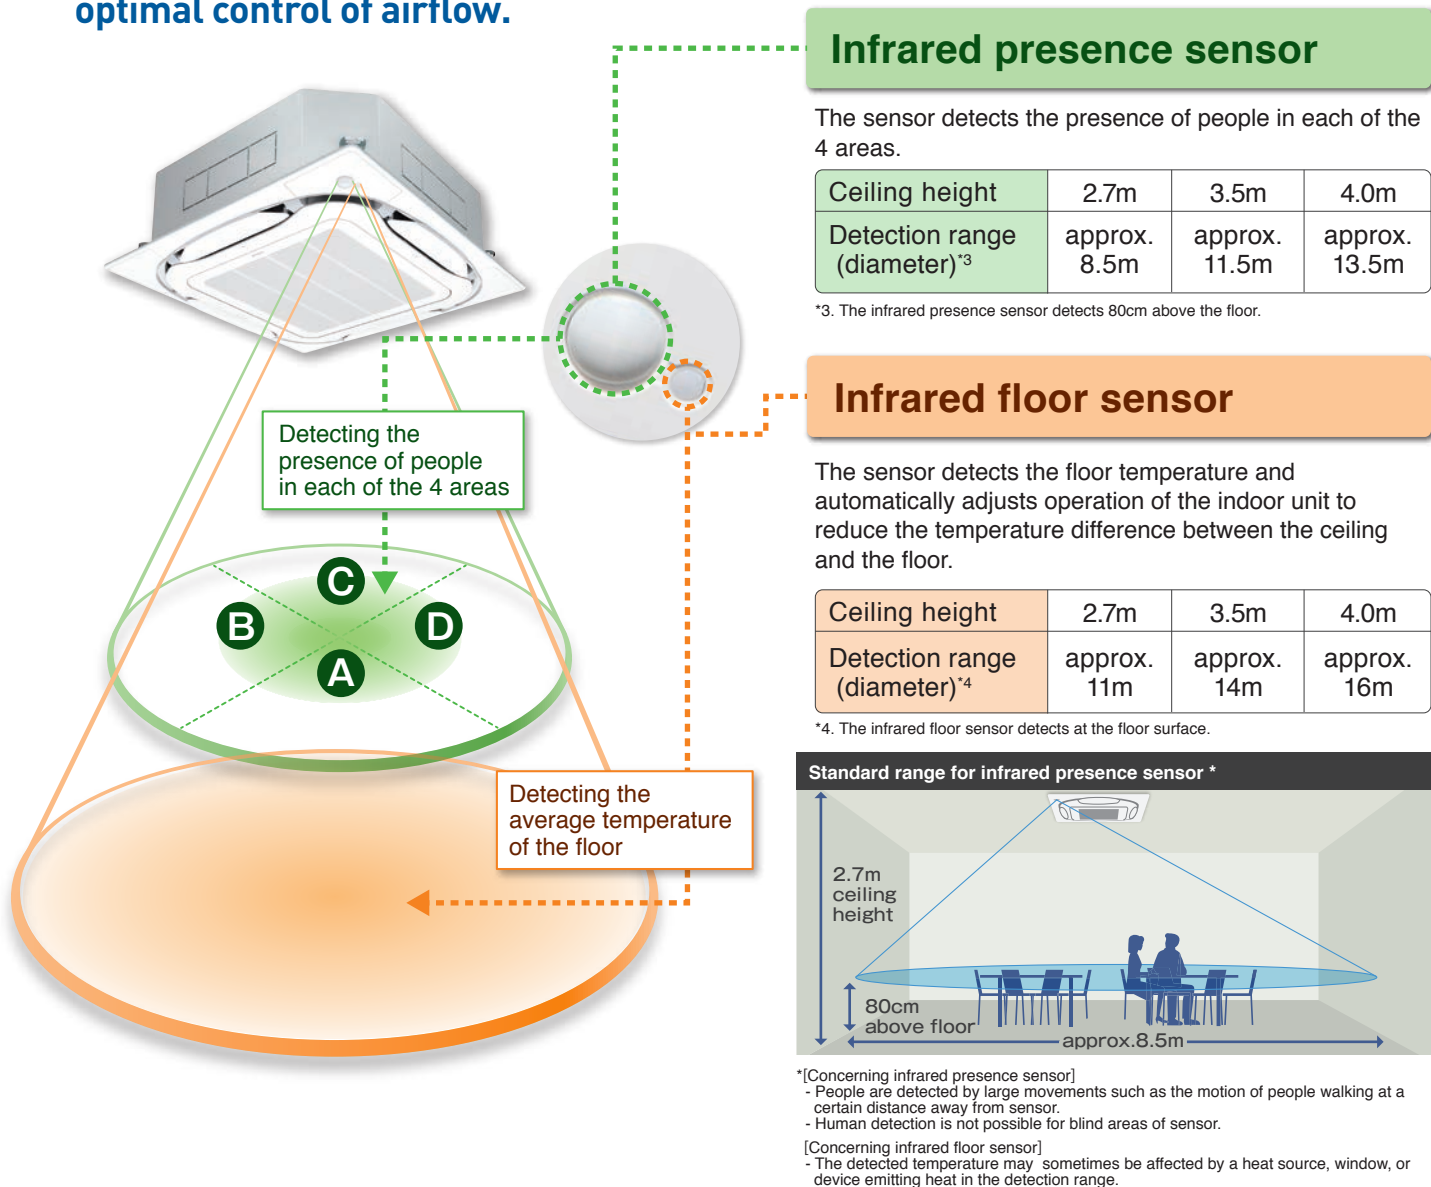 optimal control of airflow.
Infrared presence sensor
The sensor detects the presence of people in each of the
4 areas.
Ceiling height 2.7m 3.5m 4.0m
Detection range approx. approx. approx.
(diameter)*3 8.5m 11.5m 13.5m
*3. The infrared presence sensor detects 80cm above the floor.
Infrared floor sensor
The sensor detects the floor temperature and
automatically adjusts operation of the indoor unit to
reduce the temperature difference between the ceiling
and the floor.
Ceiling height 2.7m 3.5m 4.0m
Detection range approx. approx. approx.
(diameter)*4 11m 14m 16m
*4. The infrared floor sensor detects at the floor surface.
Detecting the
presence of people
in each of the 4 areas
C
B
D
A
Detecting the
average temperature
of the floor
Standard range for infrared presence sensor *
2.7m
ceiling
height
80cm
above floor
approx.8.5m
*[Concerning infrared presence sensor]
- People are detected by large movements such as the motion of people walking at a
certain distance away from sensor.
- Human detection is not possible for blind areas of sensor.
[Concerning infrared floor sensor]
- The detected temperature may sometimes be affected by a heat source, window, or
device emitting heat in the detection range.